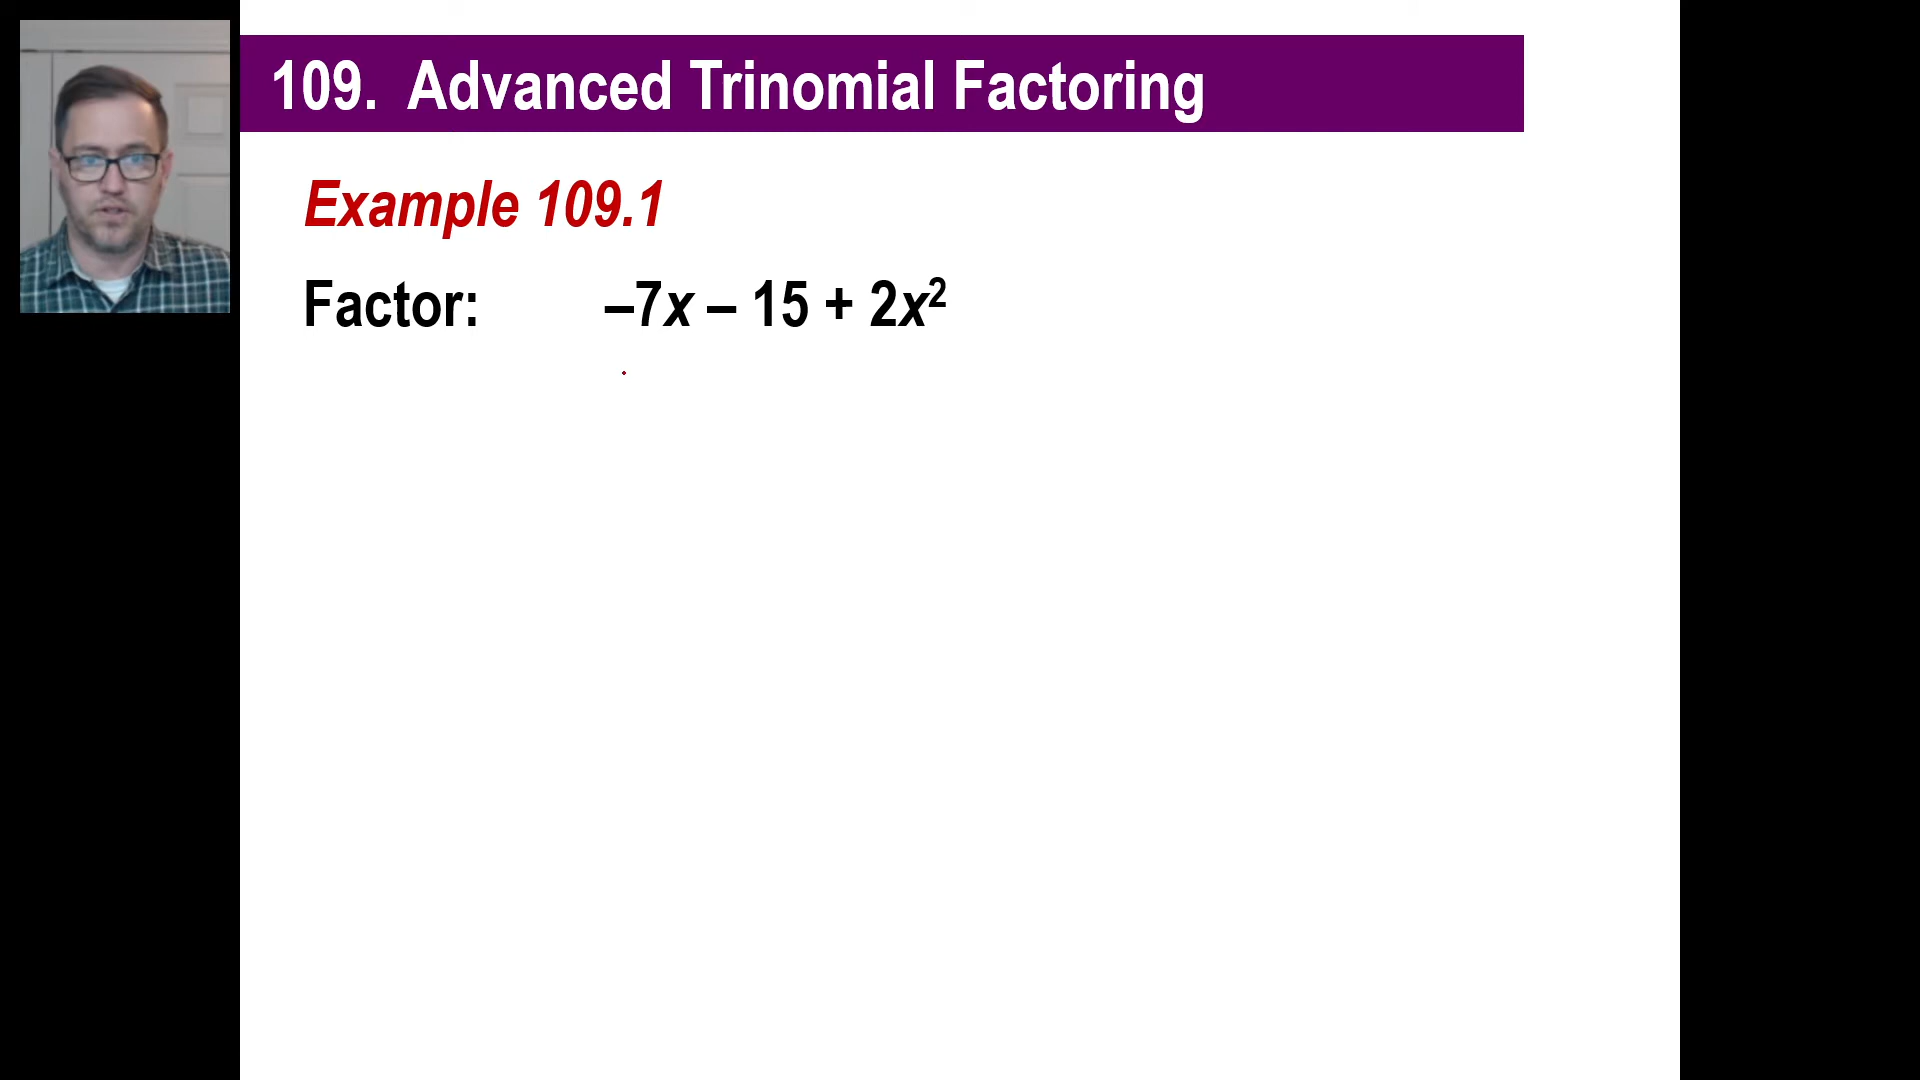 109. Advanced Trinomial Factoring
Example 109.1
Factor: –7x – 15 + 2x²